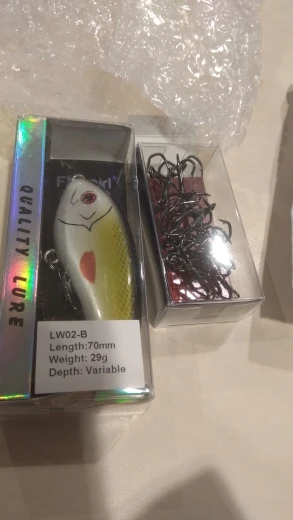 QUALITY LURE
LW02-B
Length:70mm
Weight: 29g
Depth: Variable